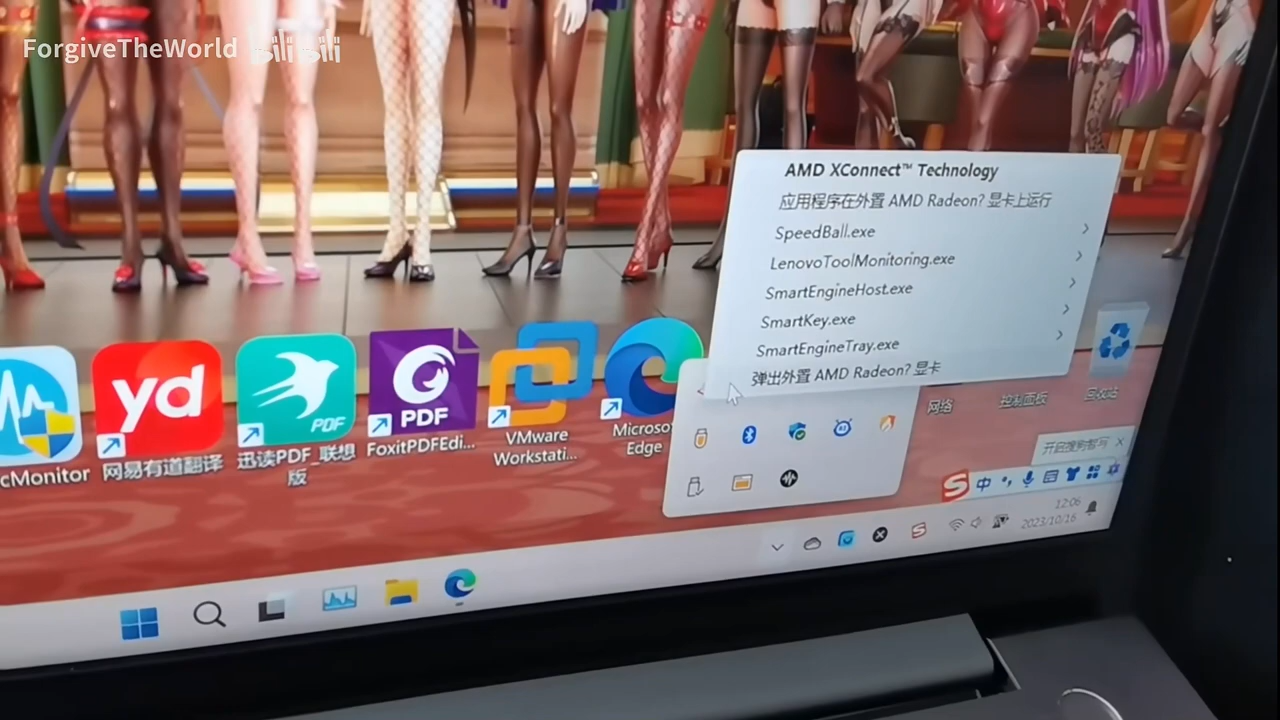 ForgiveTheWorld bilibili
AMD XConnect™ Technology
应用程序在外置 AMD Radeon? 显卡上运行
SpeedBall.exe
LenovoToolMonitoring.exe
SmartEngineHost.exe
SmartKey.exe
SmartEngineTray.exe
弹出外置 AMD Radeon? 显卡
yd
PDF
PDF
cMonitor
网易有道翻译
迅读PDF_联想
版
FoxitPDFEdi...
VMware
Workstati...
Microso
Edge
网络
控制面板
回收站
开启搜狗智写
S 中
12:06
2023/10/16